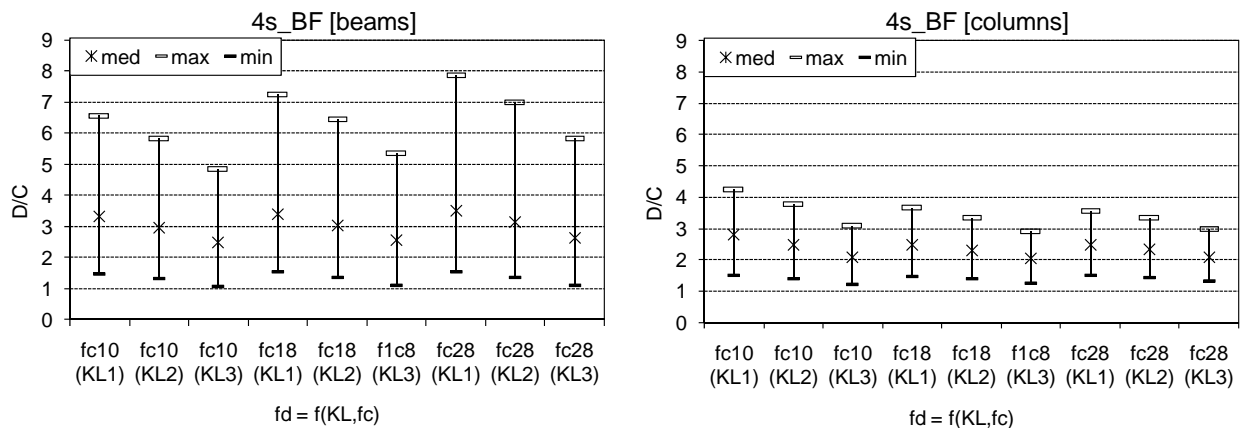 4s_BF [beams]
med max min
D/C
9
8
7
6
5
4
3
2
1
0
fc10 fc10 fc10 fc18 fc18 f1c8 fc28 fc28 fc28
(KL1) (KL2) (KL3) (KL1) (KL2) (KL3) (KL1) (KL2) (KL3)
fd = f(KL,fc)
4s_BF [columns]
med max min
D/C
9
8
7
6
5
4
3
2
1
0
fc10 fc10 fc10 fc18 fc18 f1c8 fc28 fc28 fc28
(KL1) (KL2) (KL3) (KL1) (KL2) (KL3) (KL1) (KL2) (KL3)
fd = f(KL,fc)